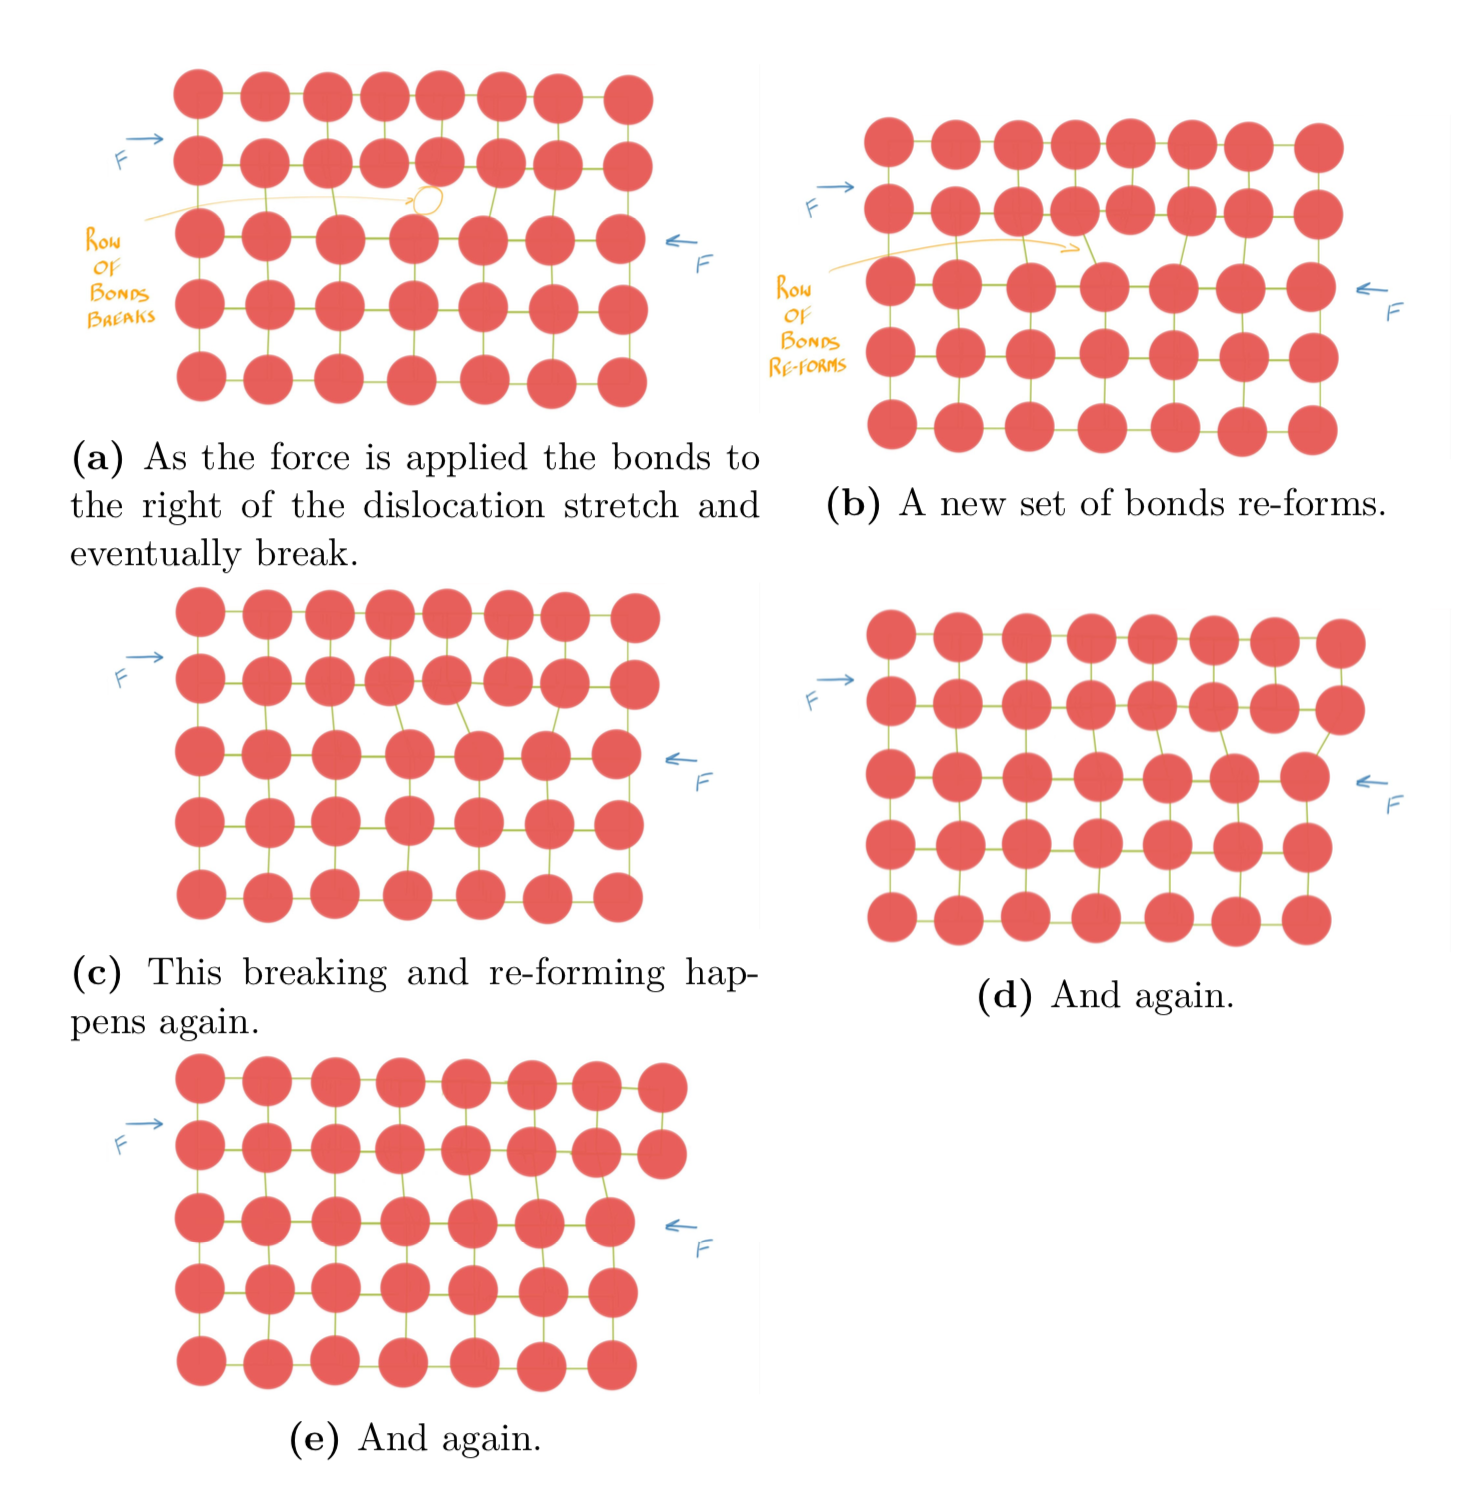 F
F
ROW
OF
BONDS
BREAKS
(a) As the force is applied the bonds to
the right of the dislocation stretch and
eventually break.
F
F
ROW
OF
BONDS
RE-FORMS
(b) A new set of bonds re-forms.
F
F
(c) This breaking and re-forming hap-
pens again.
F
F
(d) And again.
F
F
(e) And again.